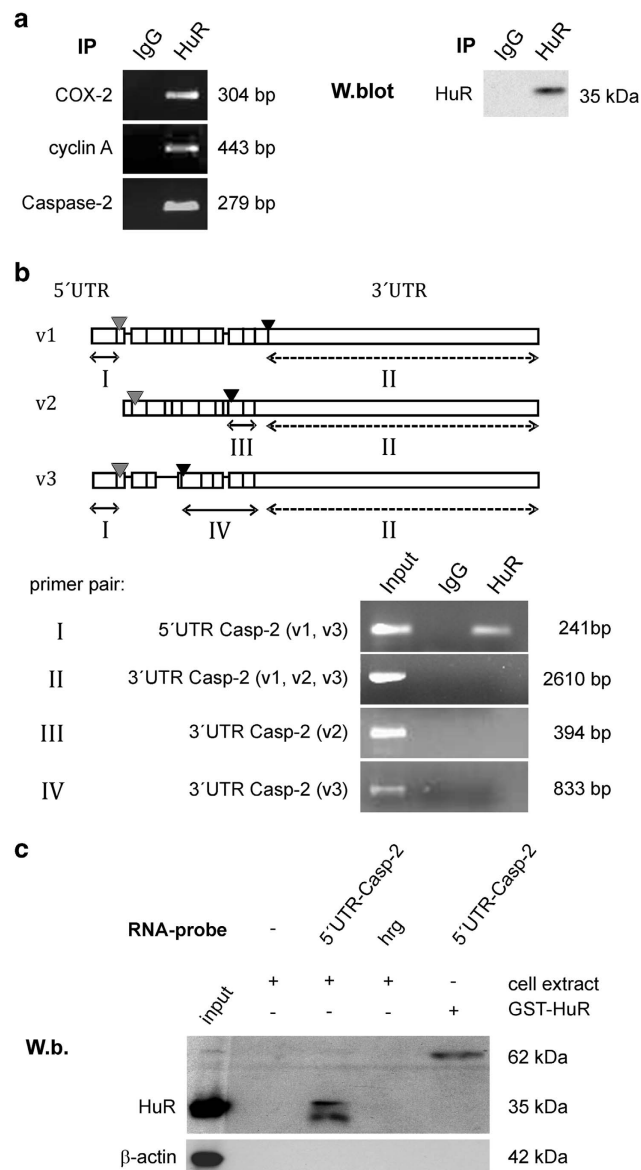 a
IP IgG HuR
COX-2 304 bp
cyclin A 443 bp
Caspase-2 279 bp
W.blot
IP IgG HuR
HuR 35 kDa
b
5´UTR 3´UTR
v1
I II
v2
III II
v3
I IV II
primer pair: Input IgG HuR
I 5´UTR Casp-2 (v1, v3) 241bp
II 3´UTR Casp-2 (v1, v2, v3) 2610 bp
III 3´UTR Casp-2 (v2) 394 bp
IV 3´UTR Casp-2 (v3) 833 bp
c
RNA-probe - 5´UTR-Casp-2 hrg 5´UTR-Casp-2
input + + + - cell extract
- - - + GST-HuR
W.b. 62 kDa
HuR 35 kDa
β-actin 42 kDa